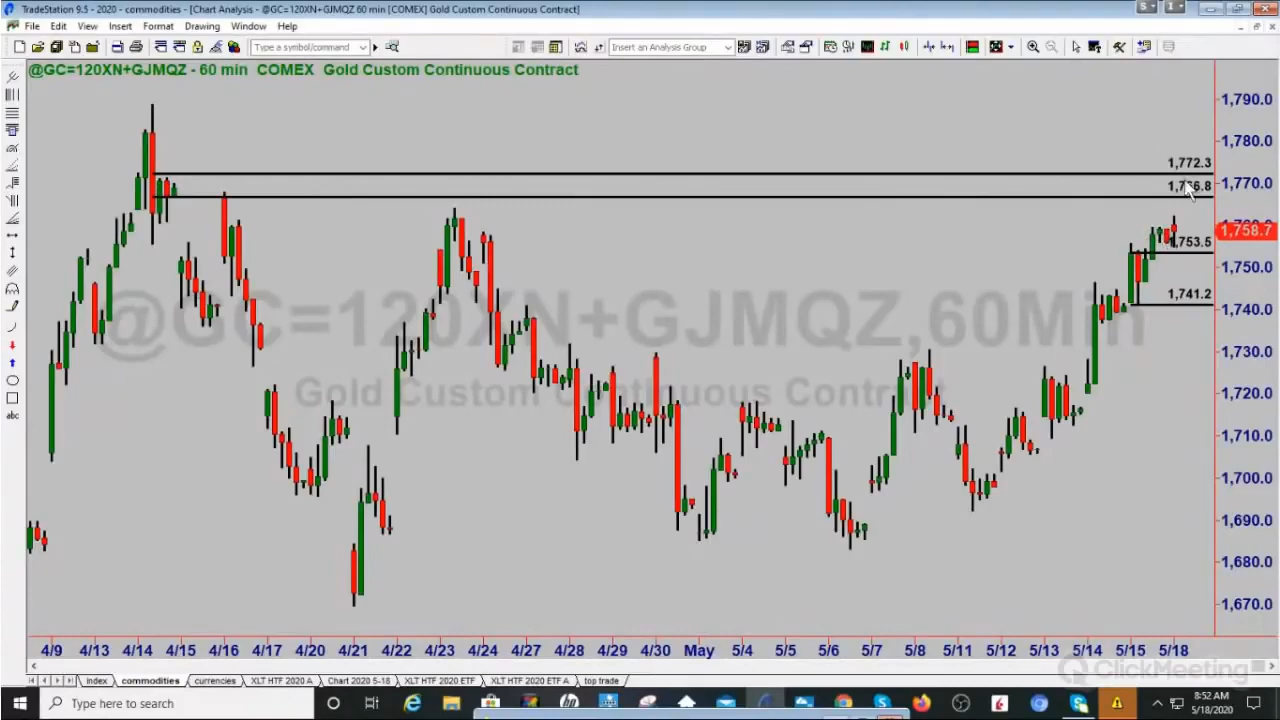 TradeStation 9.5 - 2020 - commodities - [Chart Analysis - @GC=120XN+GJMQZ 60 min [COMEX] Gold Custom Continuous Contract]
File Edit View Insert Format Drawing Window Help
Type a symbol/command
Insert an Analysis Group
@GC=120XN+GJMQZ - 60 min COMEX Gold Custom Continuous Contract
1,790.0
1,780.0
1,772.3
1,770.0
1,758.7
1,753.5
1,750.0
1,741.2
1,740.0
@GC=120XN+GJMQZ,60Min
1,730.0
Gold Custom Continuous Contract
1,720.0
1,710.0
1,700.0
1,690.0
1,680.0
1,670.0
4/9 4/13 4/14 4/15 4/16 4/17 4/20 4/21 4/22 4/23 4/24 4/27 4/28 4/29 4/30 May 5/4 5/5 5/6 5/7 5/8 5/11 5/12 5/13 5/14 5/15 5/18
ClickMeeting
index commodities currencies XLT HTF 2020 A Chart 2020 5-18 XLT HTF ETF XLT HTF ETF A top trade
abc
Type here to search
8:52 AM
5/18/2020